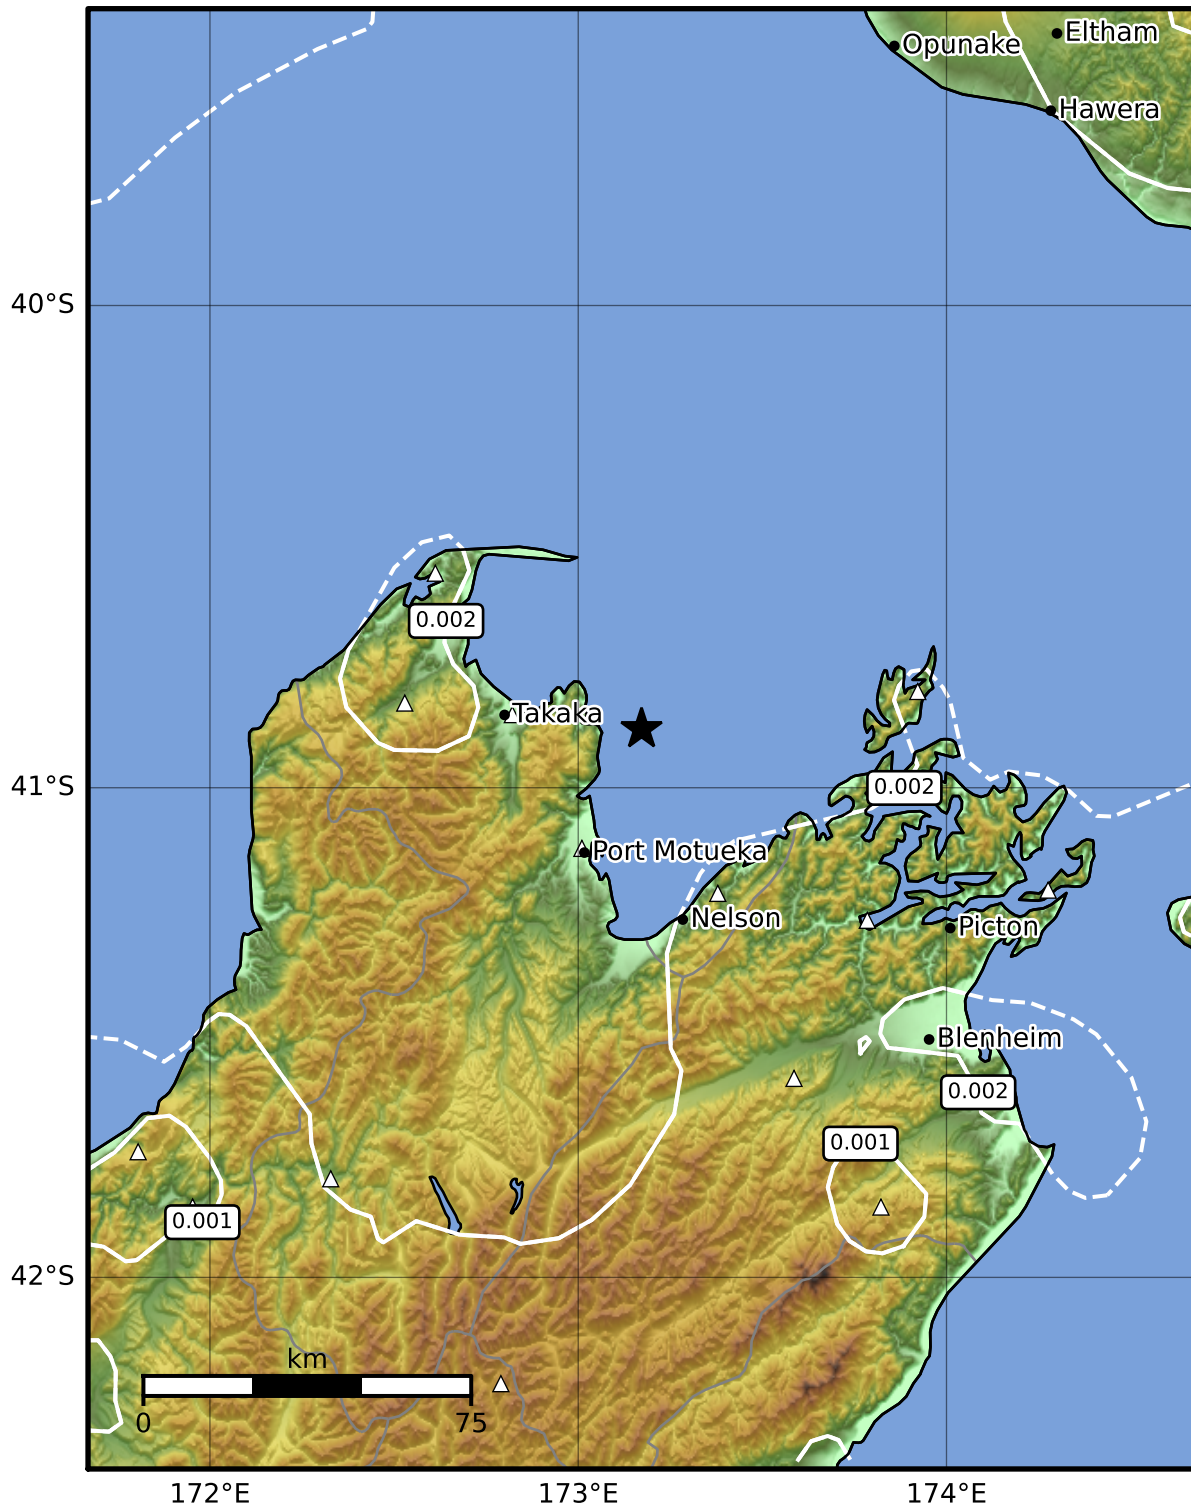 Eltham
Opunake
Hawera
40°S
0.002
Takaka
41°S
0.002
Port Motueka
Nelson
Picton
Blenheim
0.002
0.001
0.001
42°S
km
0
75
172°E
173°E
174°E